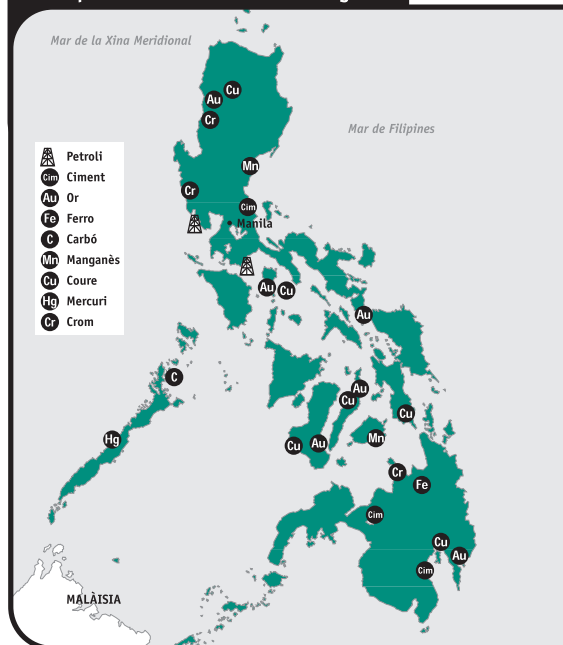 Mar de la Xina Meridional
Cu
Au
Cr
Mar de Filipines
Mn
Cr
Cim
Manila
Petroli
Cim Ciment
Au Or
Fe Ferro
C Carbó
Mn Manganès
Cu Coure
Hg Mercuri
Cr Crom
Au
Cu
Au
C
Au
Cu
Cu
Hg
Mn
Cu
Au
Cr
Fe
Cim
Cu
Au
Cim
MALÀISIA